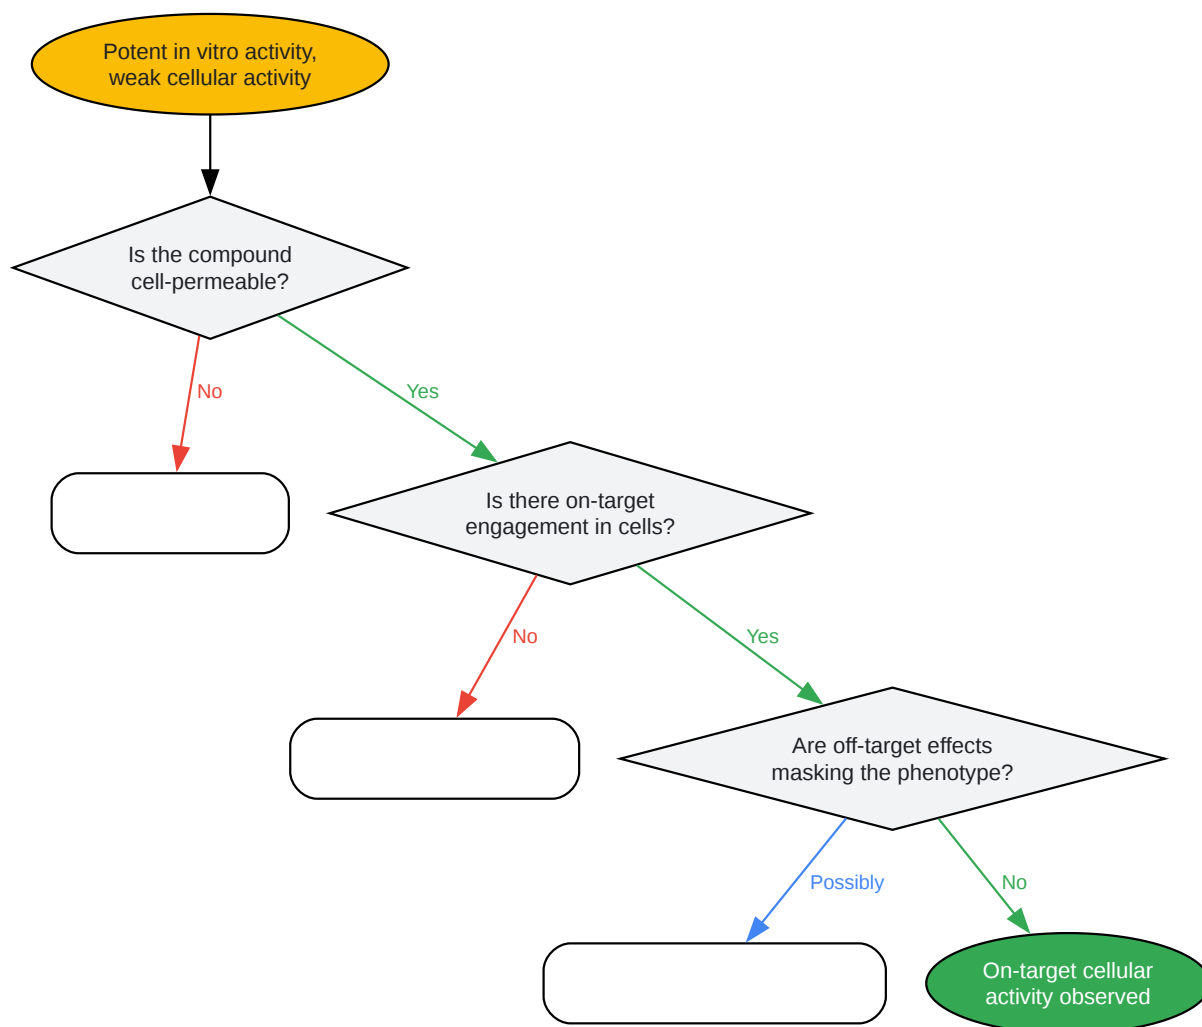 Potent in vitro activity,
weak cellular activity
Is the compound
cell-permeable?
No
Yes
Is there on-target
engagement in cells?
No
Yes
Are off-target effects
masking the phenotype?
Possibly
No
On-target cellular
activity observed